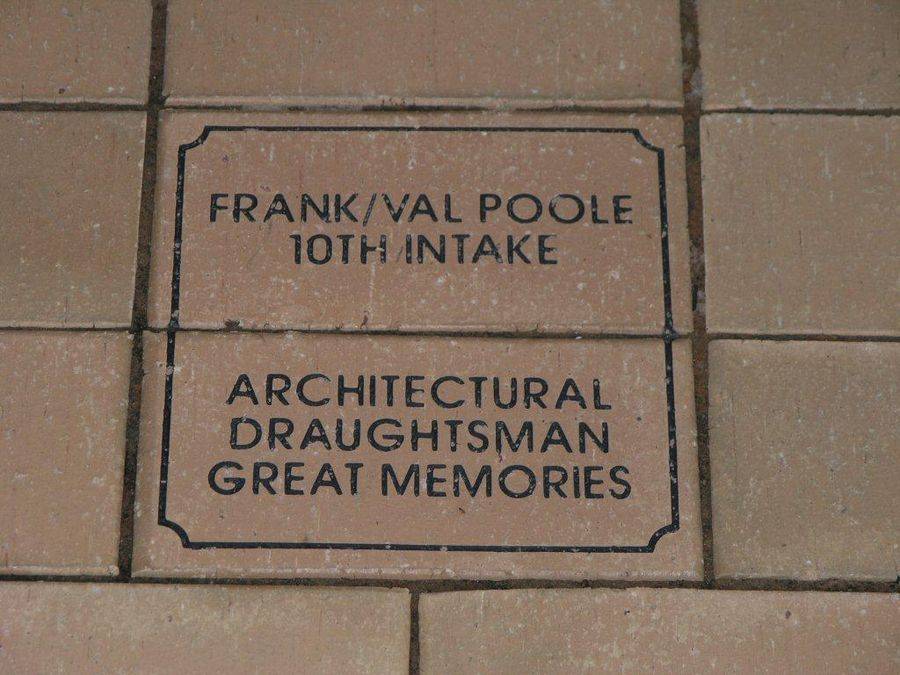 FRANK/VAL POOLE
10TH INTAKE
ARCHITECTURAL
DRAUGHTSMAN
GREAT MEMORIES